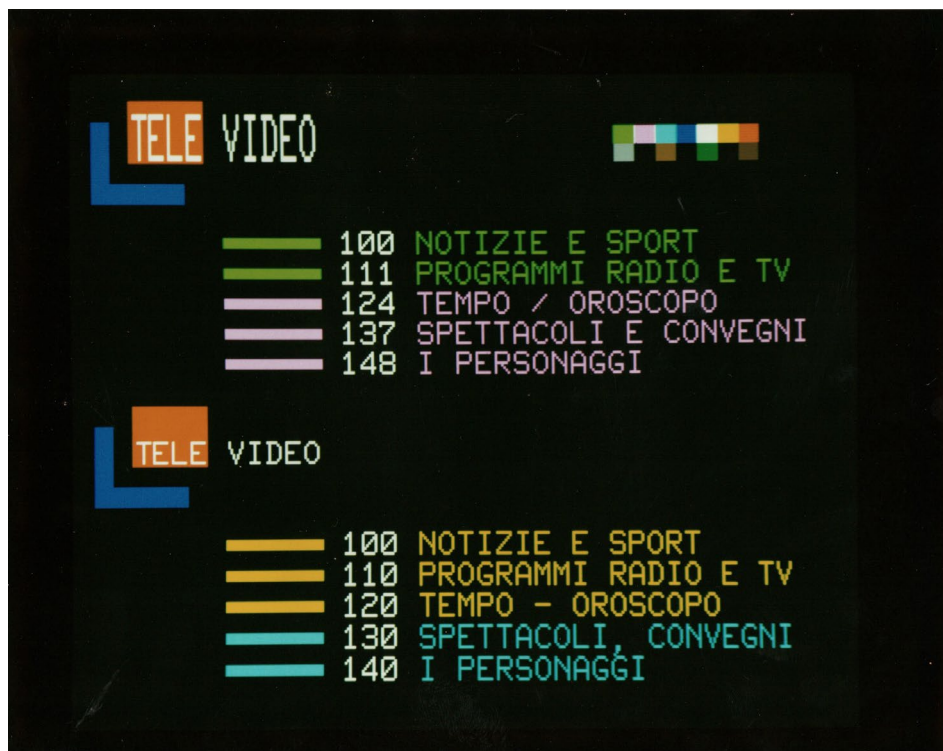 TELE VIDEO
100 NOTIZIE E SPORT
111 PROGRAMMI RADIO E TV
124 TEMPO / OROSCOPO
137 SPETTACOLI E CONVEGNI
148 I PERSONAGGI
TELE VIDEO
100 NOTIZIE E SPORT
110 PROGRAMMI RADIO E TV
120 TEMPO - OROSCOPO
130 SPETTACOLI, CONVEGNI
140 I PERSONAGGI